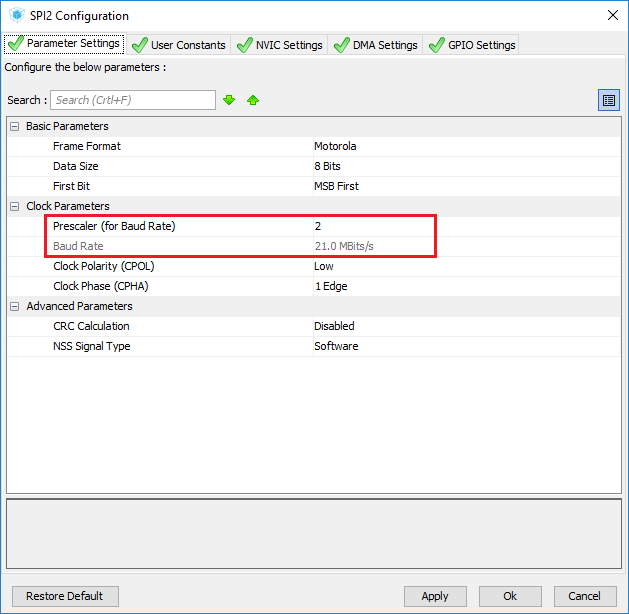 SPI2 Configuration
Parameter Settings User Constants NVIC Settings DMA Settings GPIO Settings
Configure the below parameters :
Search : Search (Crtl+F)
Basic Parameters
Frame Format Motorola
Data Size 8 Bits
First Bit MSB First
Clock Parameters
Prescaler (for Baud Rate) 2
Baud Rate 21.0 MBits/s
Clock Polarity (CPOL) Low
Clock Phase (CPHA) 1 Edge
Advanced Parameters
CRC Calculation Disabled
NSS Signal Type Software
Restore Default Apply Ok Cancel